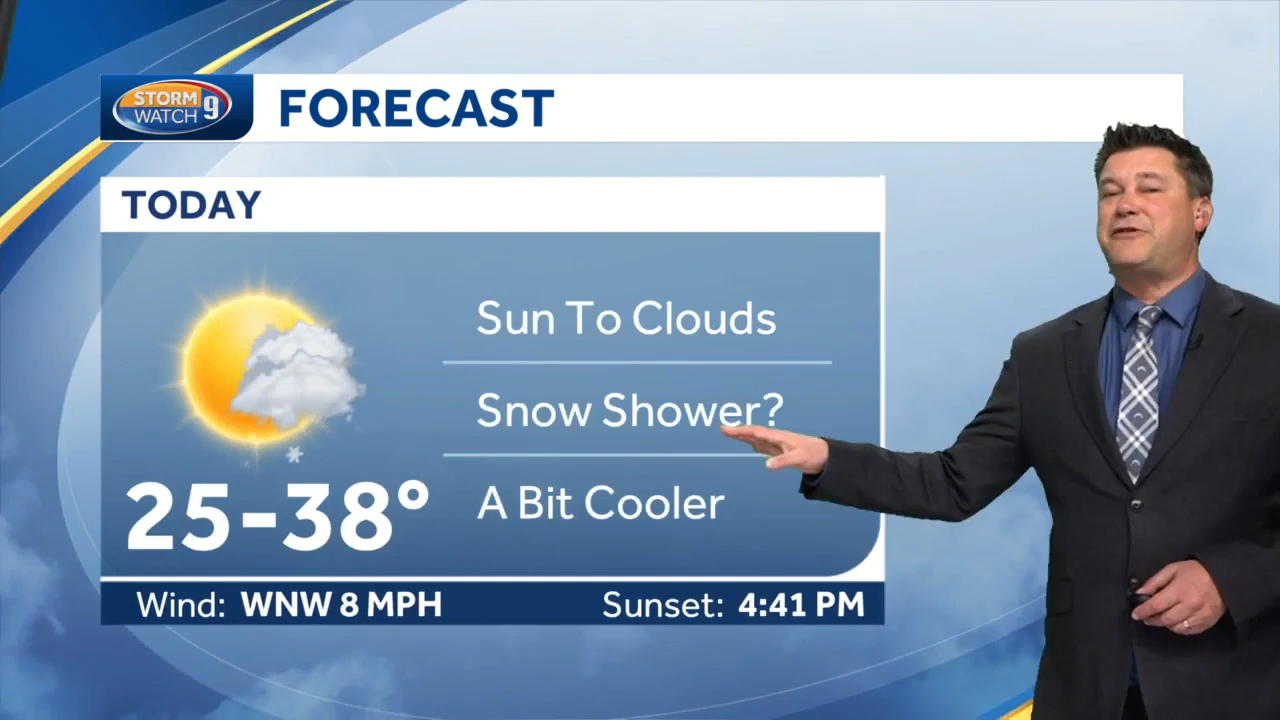 STORM
WATCH 9
FORECAST
TODAY
Sun To Clouds
Snow Shower?
A Bit Cooler
25-38°
Wind: WNW 8 MPH
Sunset: 4:41 PM